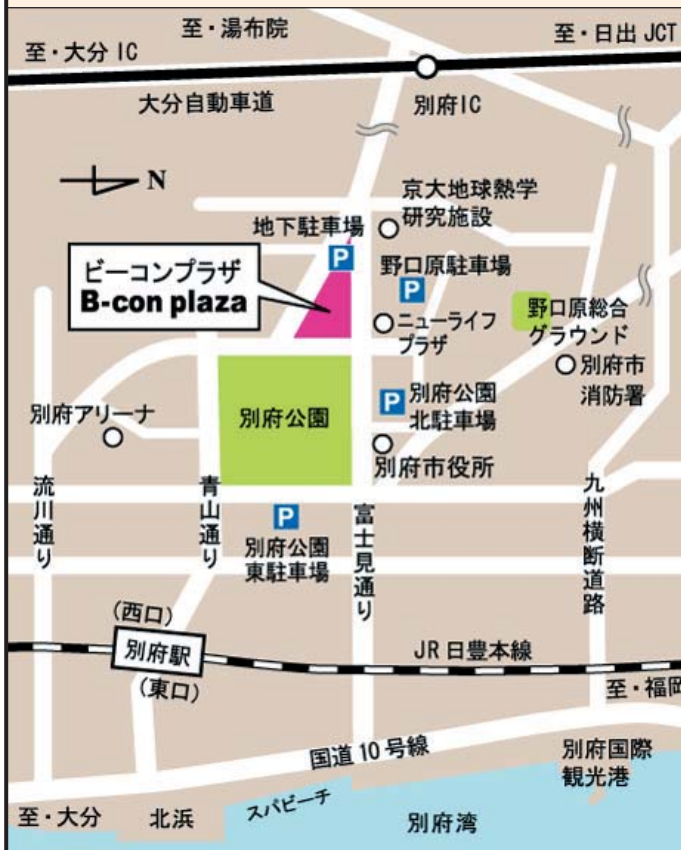 至・湯布院
至・大分 IC
至・日出 JCT
大分自動車道
別府IC
N
京大地球熱学
研究施設
地下駐車場
P
ビーコンプラザ
B-con plaza
野口原駐車場
P
ニューライフ
プラザ
野口原総合
グラウンド
別府市
消防署
別府アリーナ
別府公園
P
別府公園
北駐車場
別府市役所
流川通り
青山通り
P
別府公園
東駐車場
富士見通り
九州横断道路
(西口)
別府駅
(東口)
JR 日豊本線
至・福岡
国道 10 号線
別府国際
観光港
至・大分
北浜
スパビーチ
別府湾